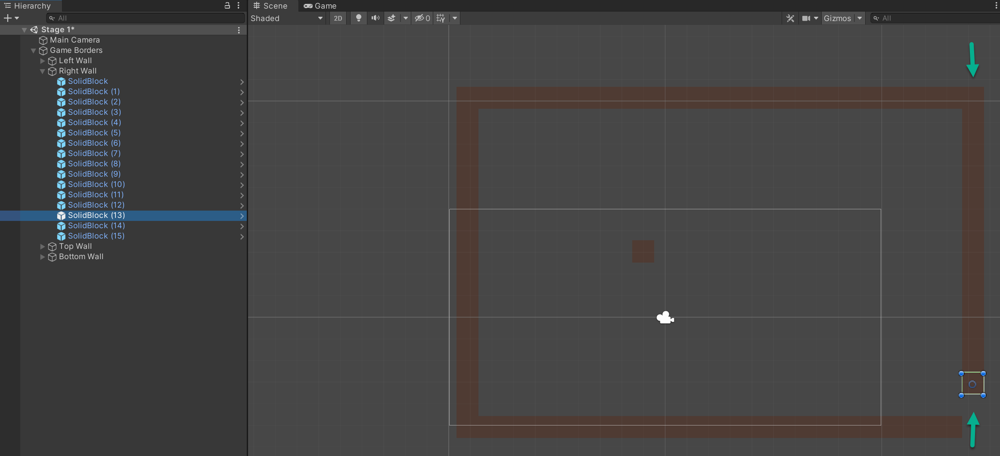 Hierarchy
All
Stage 1*
Main Camera
Game Borders
Left Wall
Right Wall
SolidBlock
SolidBlock (1)
SolidBlock (2)
SolidBlock (3)
SolidBlock (4)
SolidBlock (5)
SolidBlock (6)
SolidBlock (7)
SolidBlock (8)
SolidBlock (9)
SolidBlock (10)
SolidBlock (11)
SolidBlock (12)
SolidBlock (13)
SolidBlock (14)
SolidBlock (15)
Top Wall
Bottom Wall
Scene Game
Shaded 2D 0 Gizmos All